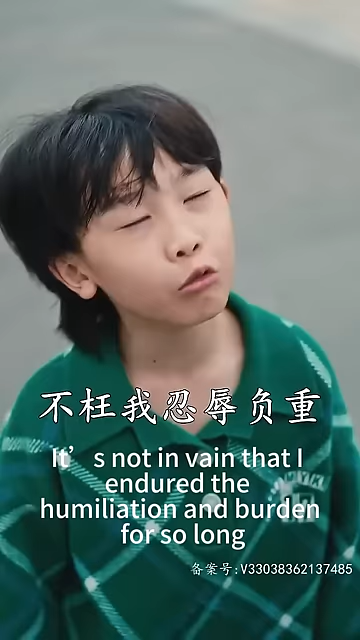 不枉我忍辱负重
It's not in vain that I
endured the
humiliation and burden
for so long
备案号:V33038362137485